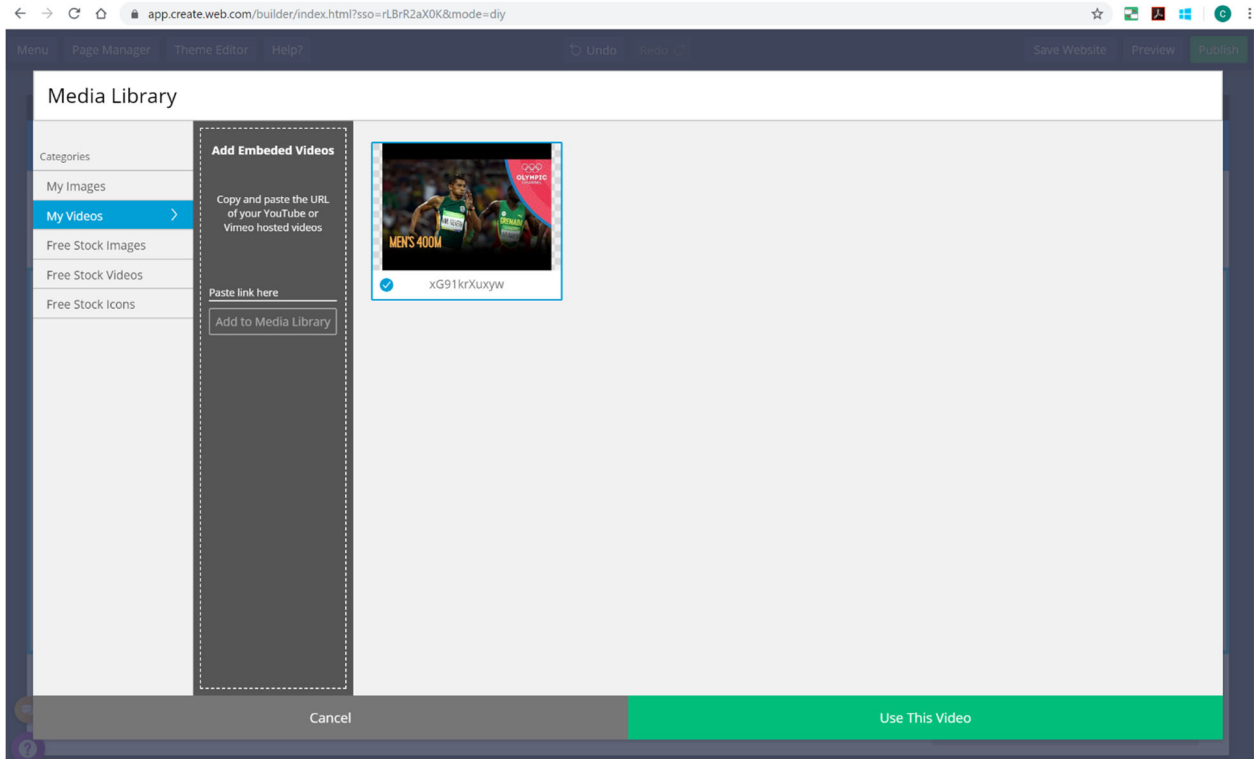 app.create.web.com/builder/index.html?sso=rLBrR2aX0K&mode=diy
C
Menu Page Manager Theme Editor Help? Undo Redo Save Website Preview Publish
Media Library
Categories
My Images
My Videos
Free Stock Images
Free Stock Videos
Free Stock Icons
Add Embeded Videos
Copy and paste the URL
of your YouTube or
Vimeo hosted videos
Paste link here
Add to Media Library
OLYMPIC
GRENADA
MEN'S 400M
xG91krXuxyw
Cancel
Use This Video
?